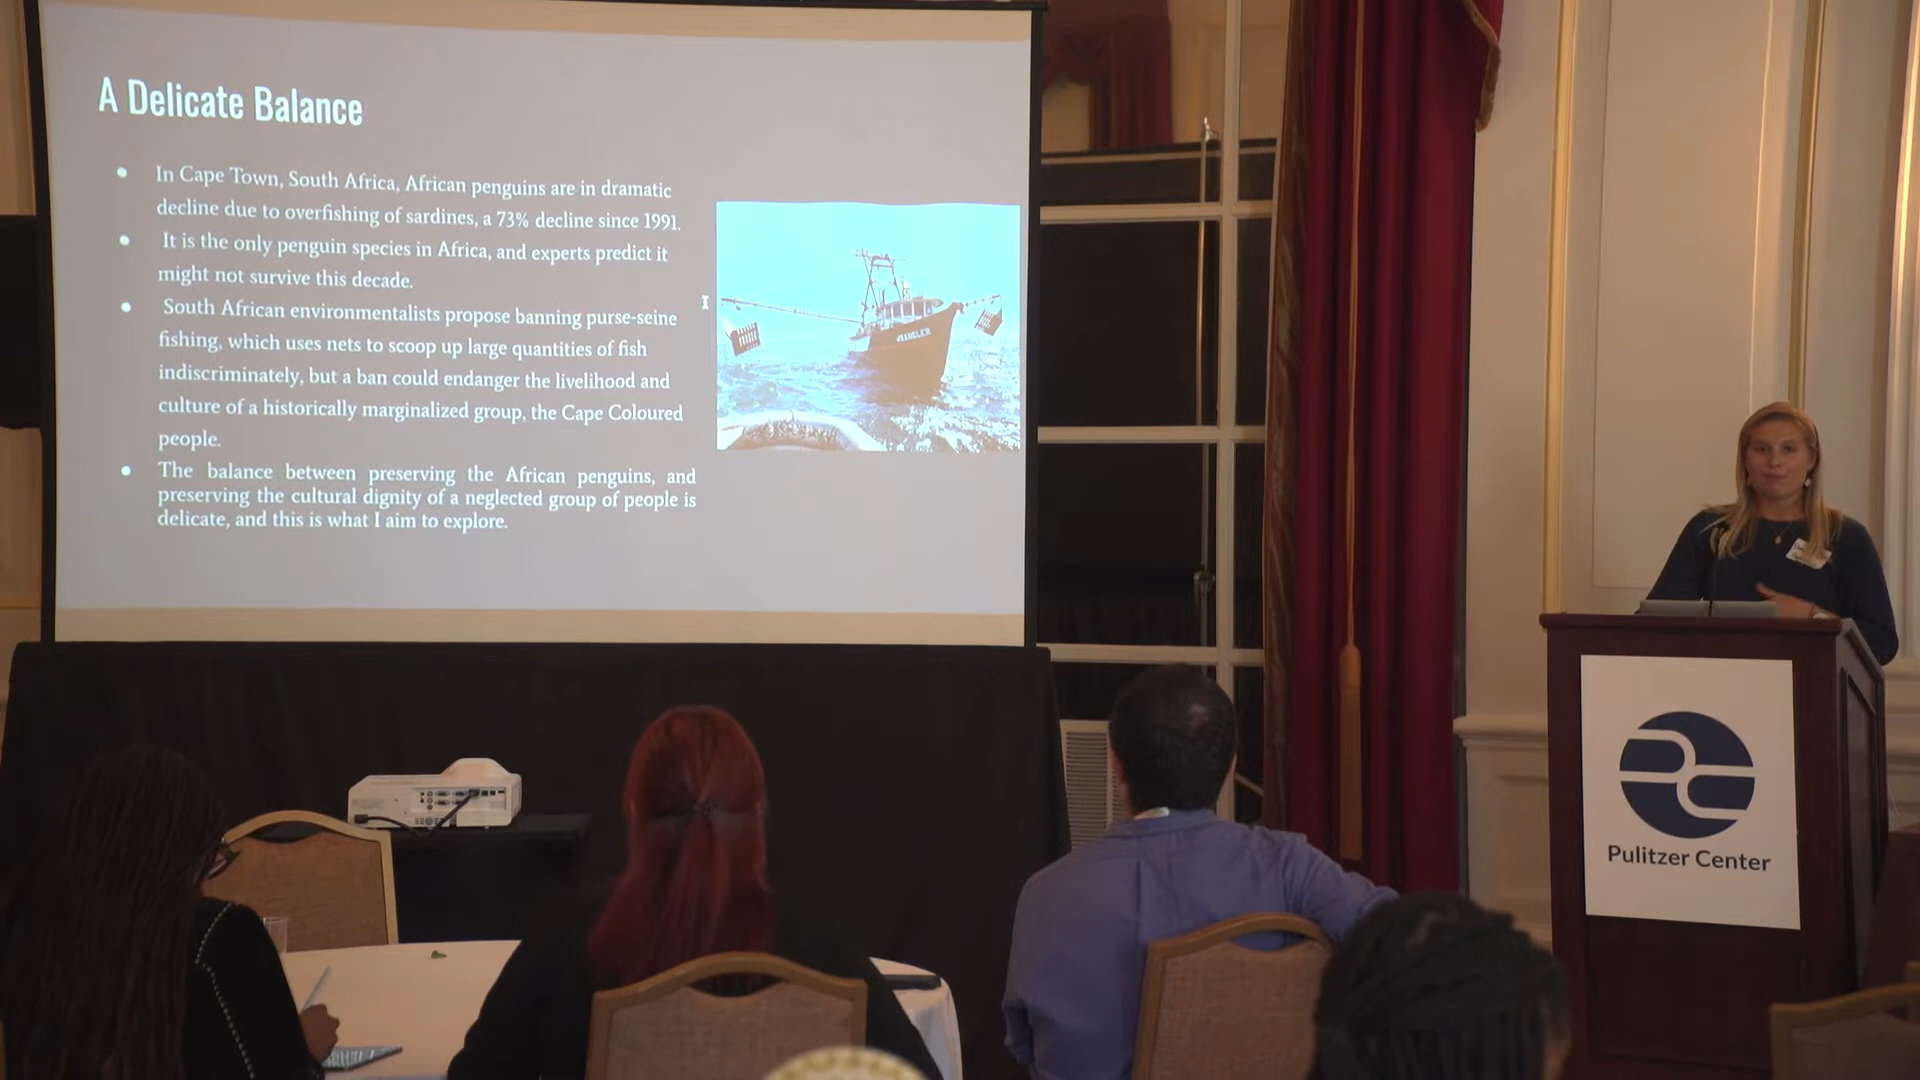 A Delicate Balance
● In Cape Town, South Africa, African penguins are in dramatic
decline due to overfishing of sardines, a 73% decline since 1991.
● It is the only penguin species in Africa, and experts predict it
might not survive this decade.
● South African environmentalists propose banning purse-seine
fishing, which uses nets to scoop up large quantities of fish
indiscriminately, but a ban could endanger the livelihood and
culture of a historically marginalized group, the Cape Coloured
people.
● The balance between preserving the African penguins, and
preserving the cultural dignity of a neglected group of people is
delicate, and this is what I aim to explore.
Pulitzer Center